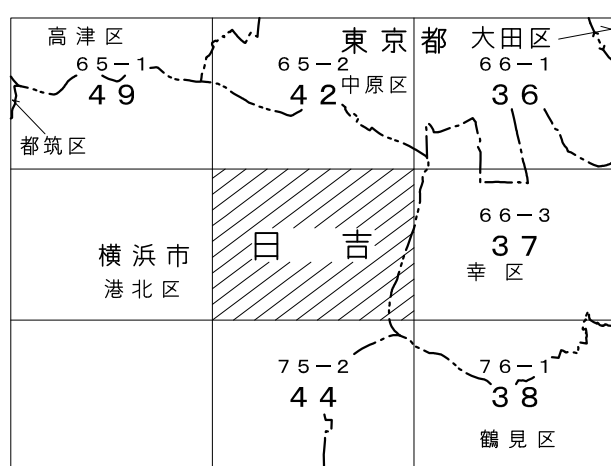 高津区
65-1
49
都筑区
65-2
42
中原区
東京都 大田区
66-1
36
横浜市
港北区
日吉
66-3
37
幸区
75-2
44
76-1
38
鶴見区